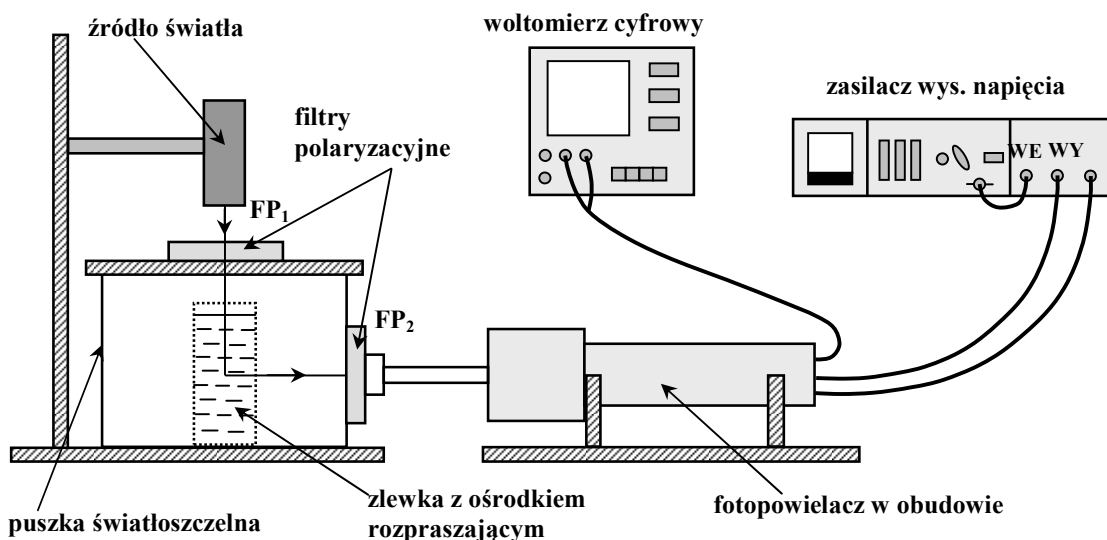 źródło światła
woltomierz cyfrowy
zasilacz wys. napięcia
filtry
polaryzacyjne
WE WY
FP₁
FP₂
puszka światłoszczelna
zlewka z ośrodkiem
rozpraszającym
fotopowielacz w obudowie